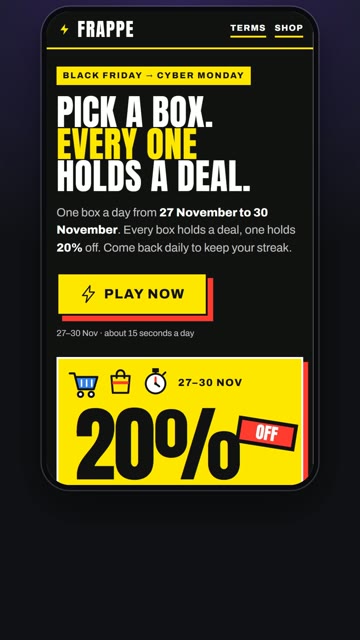 FRAPPE
TERMS SHOP
BLACK FRIDAY → CYBER MONDAY
PICK A BOX.
EVERY ONE
HOLDS A DEAL.
One box a day from 27 November to 30
November. Every box holds a deal, one holds
20% off. Come back daily to keep your streak.
PLAY NOW
27–30 Nov · about 15 seconds a day
27–30 NOV
20%
OFF